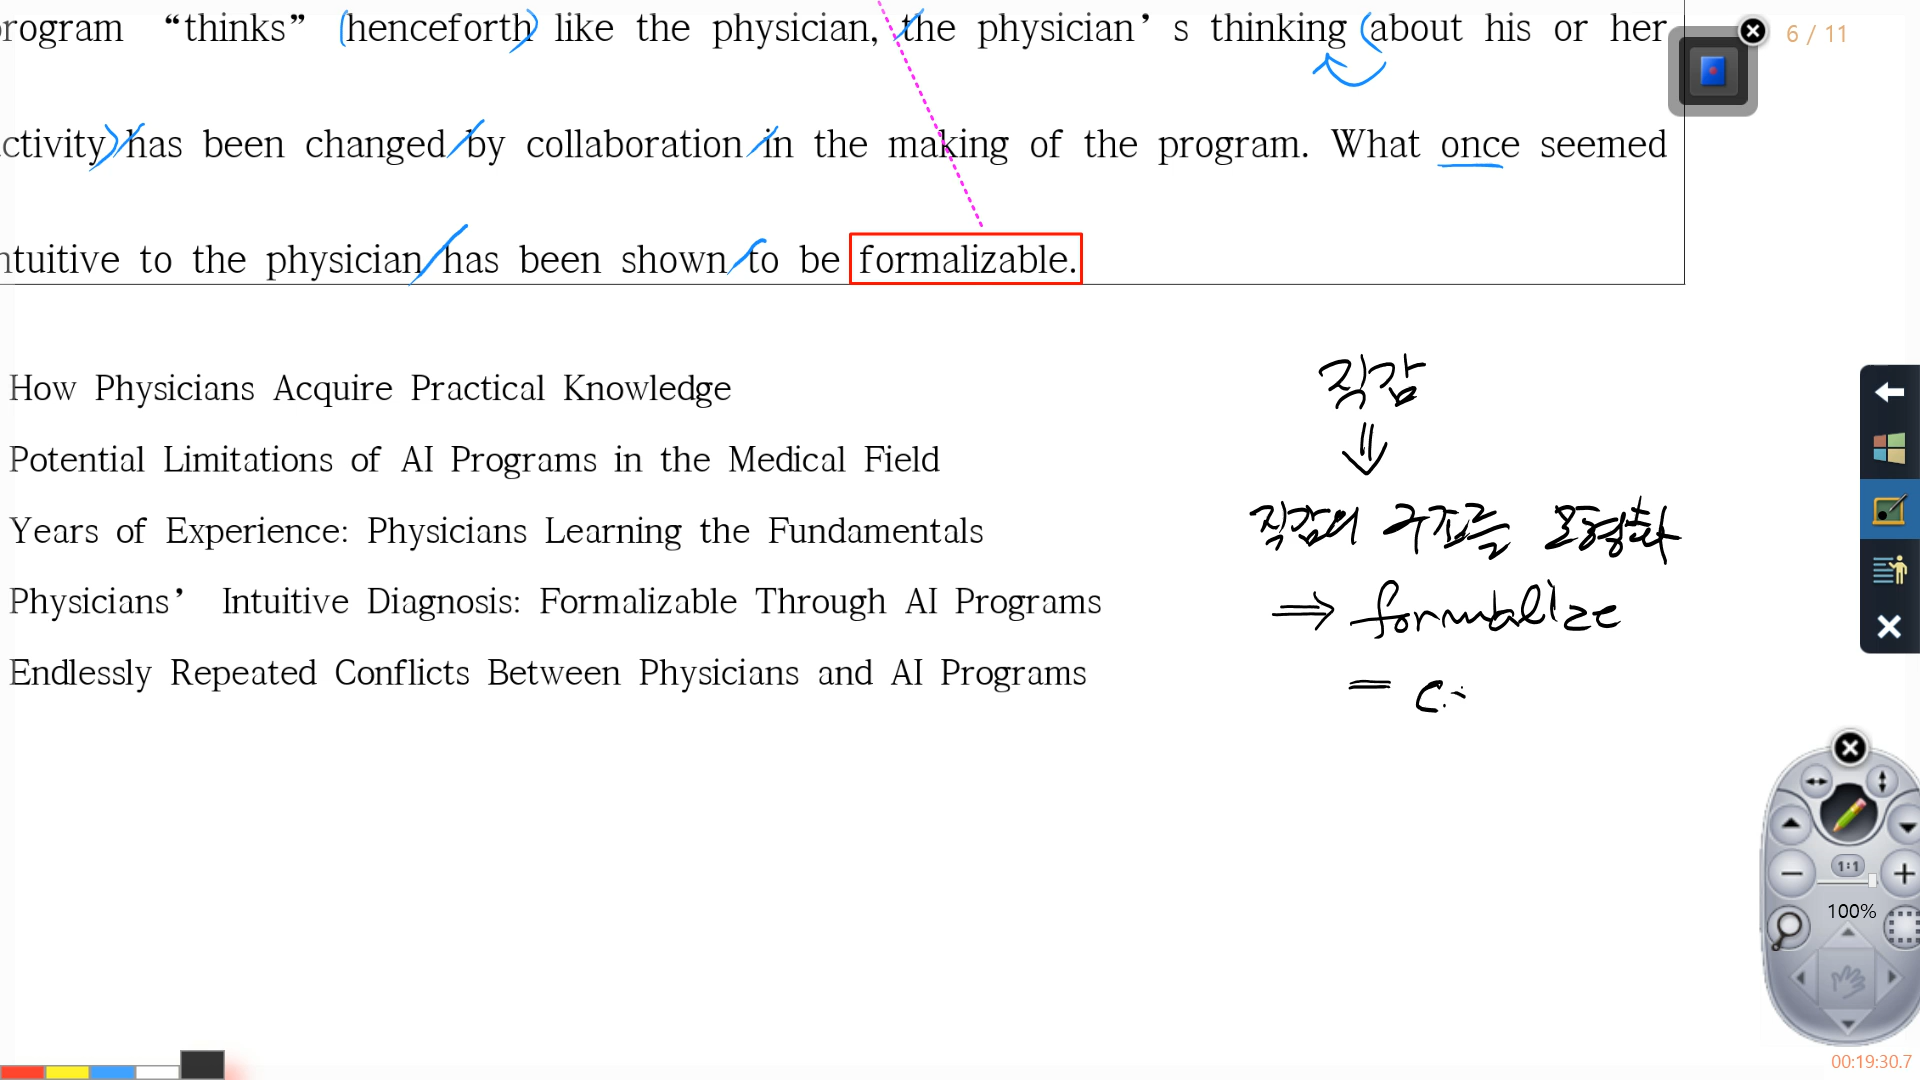 rogram “thinks” (henceforth) like the physician, the physician’s thinking (about his or her
ctivity) has been changed by collaboration in the making of the program. What once seemed
ntuitive to the physician has been shown to be formalizable.
How Physicians Acquire Practical Knowledge
Potential Limitations of AI Programs in the Medical Field
Years of Experience: Physicians Learning the Fundamentals
Physicians’ Intuitive Diagnosis: Formalizable Through AI Programs
Endlessly Repeated Conflicts Between Physicians and AI Programs
직감
⇓
직감의 구조를 모형화
⇒ formalize
=
6 / 11
1:1
100%
00:19:30.7